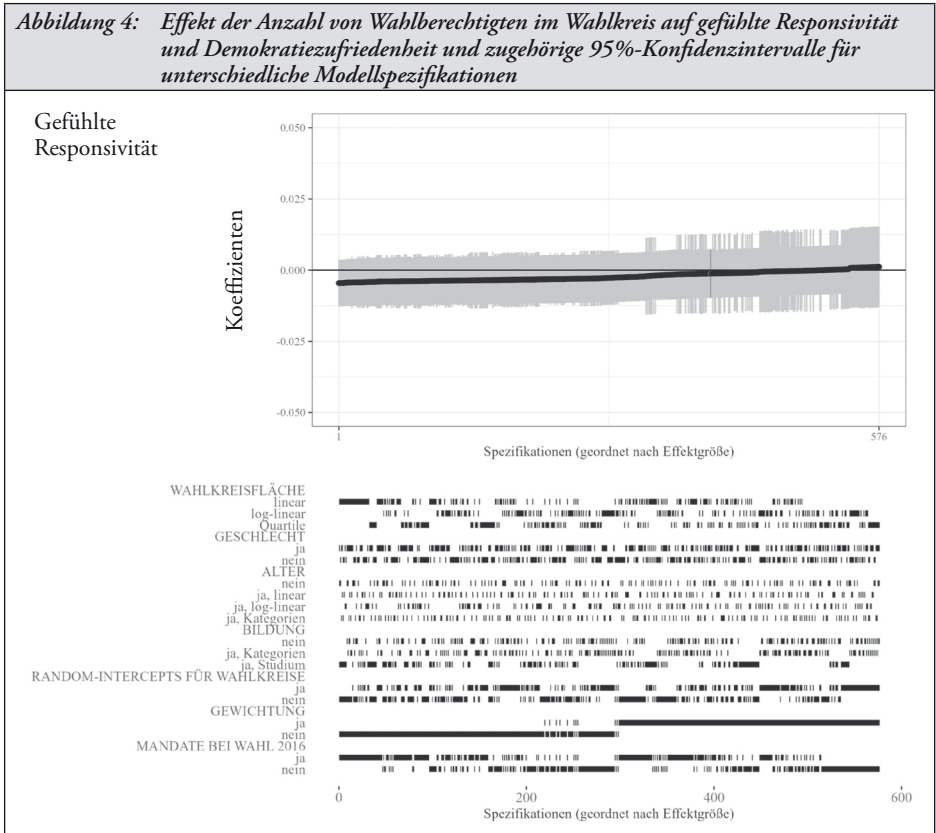 Abbildung 4: Effekt der Anzahl von Wahlberechtigten im Wahlkreis auf gefühlte Responsivität
und Demokratiezufriedenheit und zugehörige 95%-Konfidenzintervalle für
unterschiedliche Modellspezifikationen
Gefühlte
Responsivität
Koeffizienten
0.050
0.025
0.000
-0.025
-0.050
1
576
Spezifikationen (geordnet nach Effektgröße)
WAHLKREISFLÄCHE
linear
log-linear
Quartile
GESCHLECHT
ja
nein
ALTER
nein
ja, linear
ja, log-linear
ja, Kategorien
BILDUNG
nein
ja, Kategorien
ja, Studium
RANDOM-INTERCEPTS FÜR WAHLKREISE
ja
nein
GEWICHTUNG
ja
nein
MANDATE BEI WAHL 2016
ja
nein
0
200
400
600
Spezifikationen (geordnet nach Effektgröße)